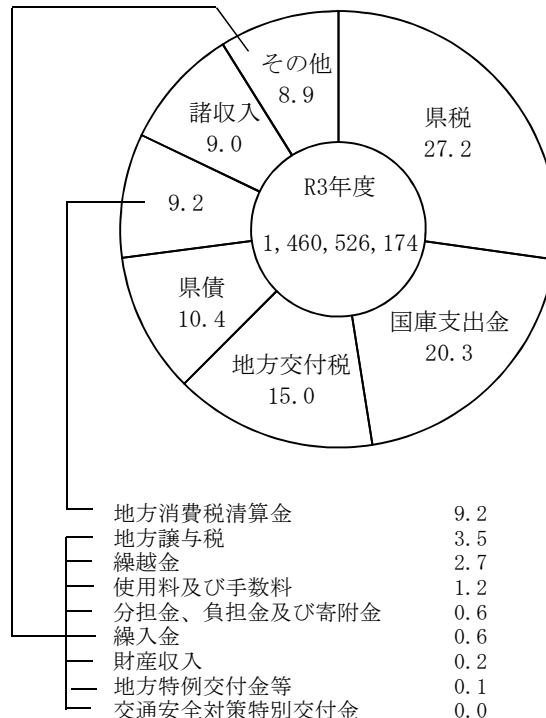 その他
8.9
県税
27.2
諸収入
9.0
R3年度
9.2
1,460,526,174
県債
10.4
国庫支出金
20.3
地方交付税
15.0
地方消費税清算金 9.2
地方譲与税 3.5
繰越金 2.7
使用料及び手数料 1.2
分担金、負担金及び寄附金 0.6
繰入金 0.6
財産収入 0.2
地方特例交付金等 0.1
交通安全対策特別交付金 0.0